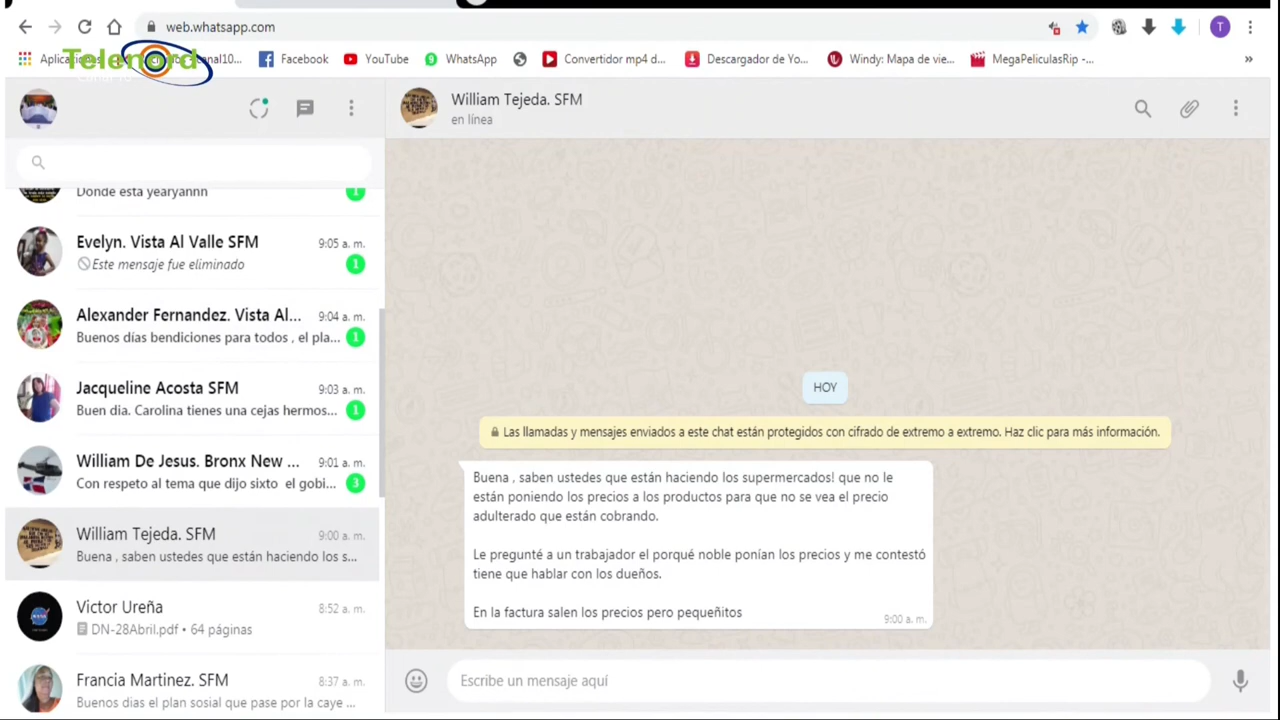 web.whatsapp.com
T
Telenord
Canal 10
Aplicaciones
canal10...
Facebook
YouTube
WhatsApp
Convertidor mp4 d...
Descargador de Yo...
Windy: Mapa de vie...
MegaPeliculasRip -...
»
Donde esta yearyannn
1
Evelyn. Vista Al Valle SFM
9:05 a. m.
Este mensaje fue eliminado
1
Alexander Fernandez. Vista Al...
9:04 a. m.
Buenos días bendiciones para todos , el pla...
1
Jacqueline Acosta SFM
9:03 a. m.
Buen dia. Carolina tienes una cejas hermos...
1
William De Jesus. Bronx New ...
9:01 a. m.
Con respeto al tema que dijo sixto el gobi...
3
William Tejeda. SFM
9:00 a. m.
Buena , saben ustedes que están haciendo los s...
Victor Ureña
8:52 a. m.
DN-28Abril.pdf • 64 páginas
Francia Martinez. SFM
8:37 a. m.
Buenos dias el plan sosial que pase por la caye ...
William Tejeda. SFM
en línea
HOY
Las llamadas y mensajes enviados a este chat están protegidos con cifrado de extremo a extremo. Haz clic para más información.
Buena , saben ustedes que están haciendo los supermercados! que no le
están poniendo los precios a los productos para que no se vea el precio
adulterado que están cobrando.
Le pregunté a un trabajador el porqué noble ponían los precios y me contestó
tiene que hablar con los dueños.
En la factura salen los precios pero pequeñitos
9:00 a. m.
Escribe un mensaje aquí